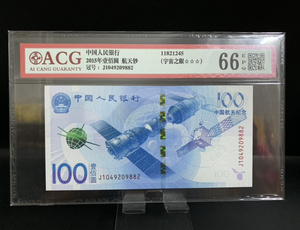 ACG
AI CANG GUARANTY
中国人民银行
2015年壹佰圆 航天钞
冠号: J1049209882
11821245
(宇宙之眼☆☆☆)
66 EPQ
中国人民银行
100
中国航天纪念
100 壹佰圆
J1049209882
100